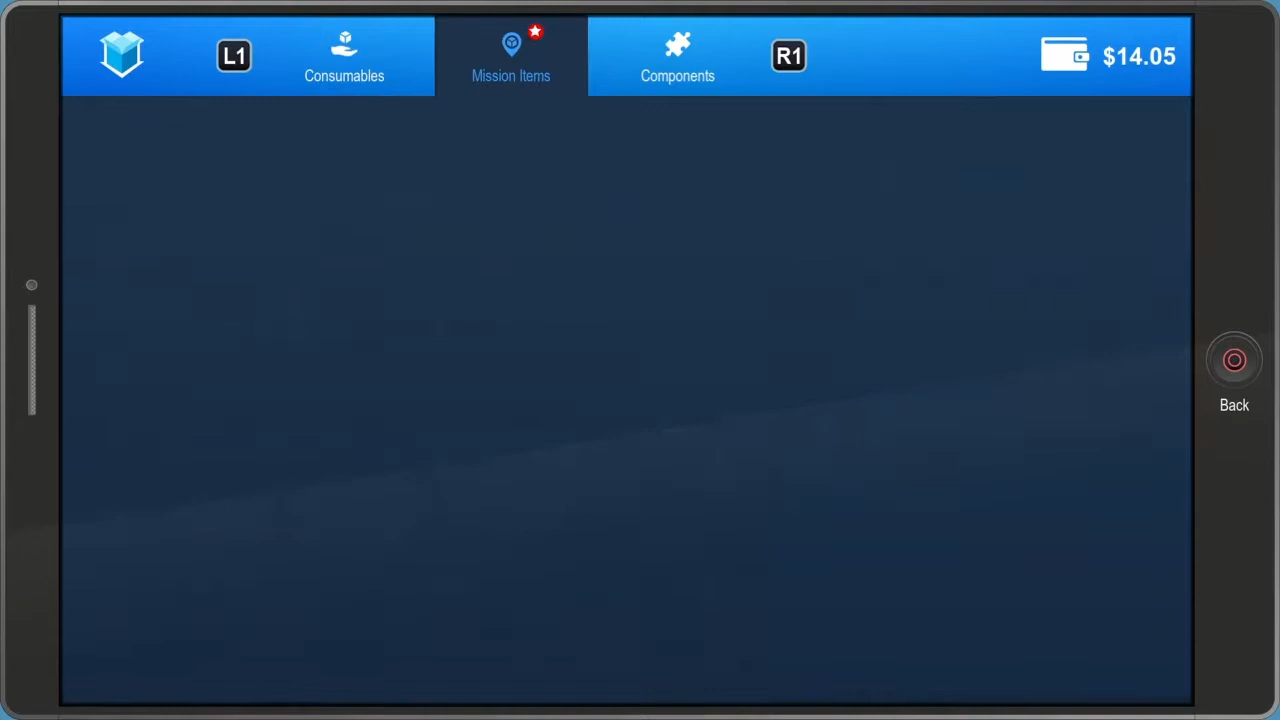 L1
Consumables
Mission Items
Components
R1
$14.05
Back